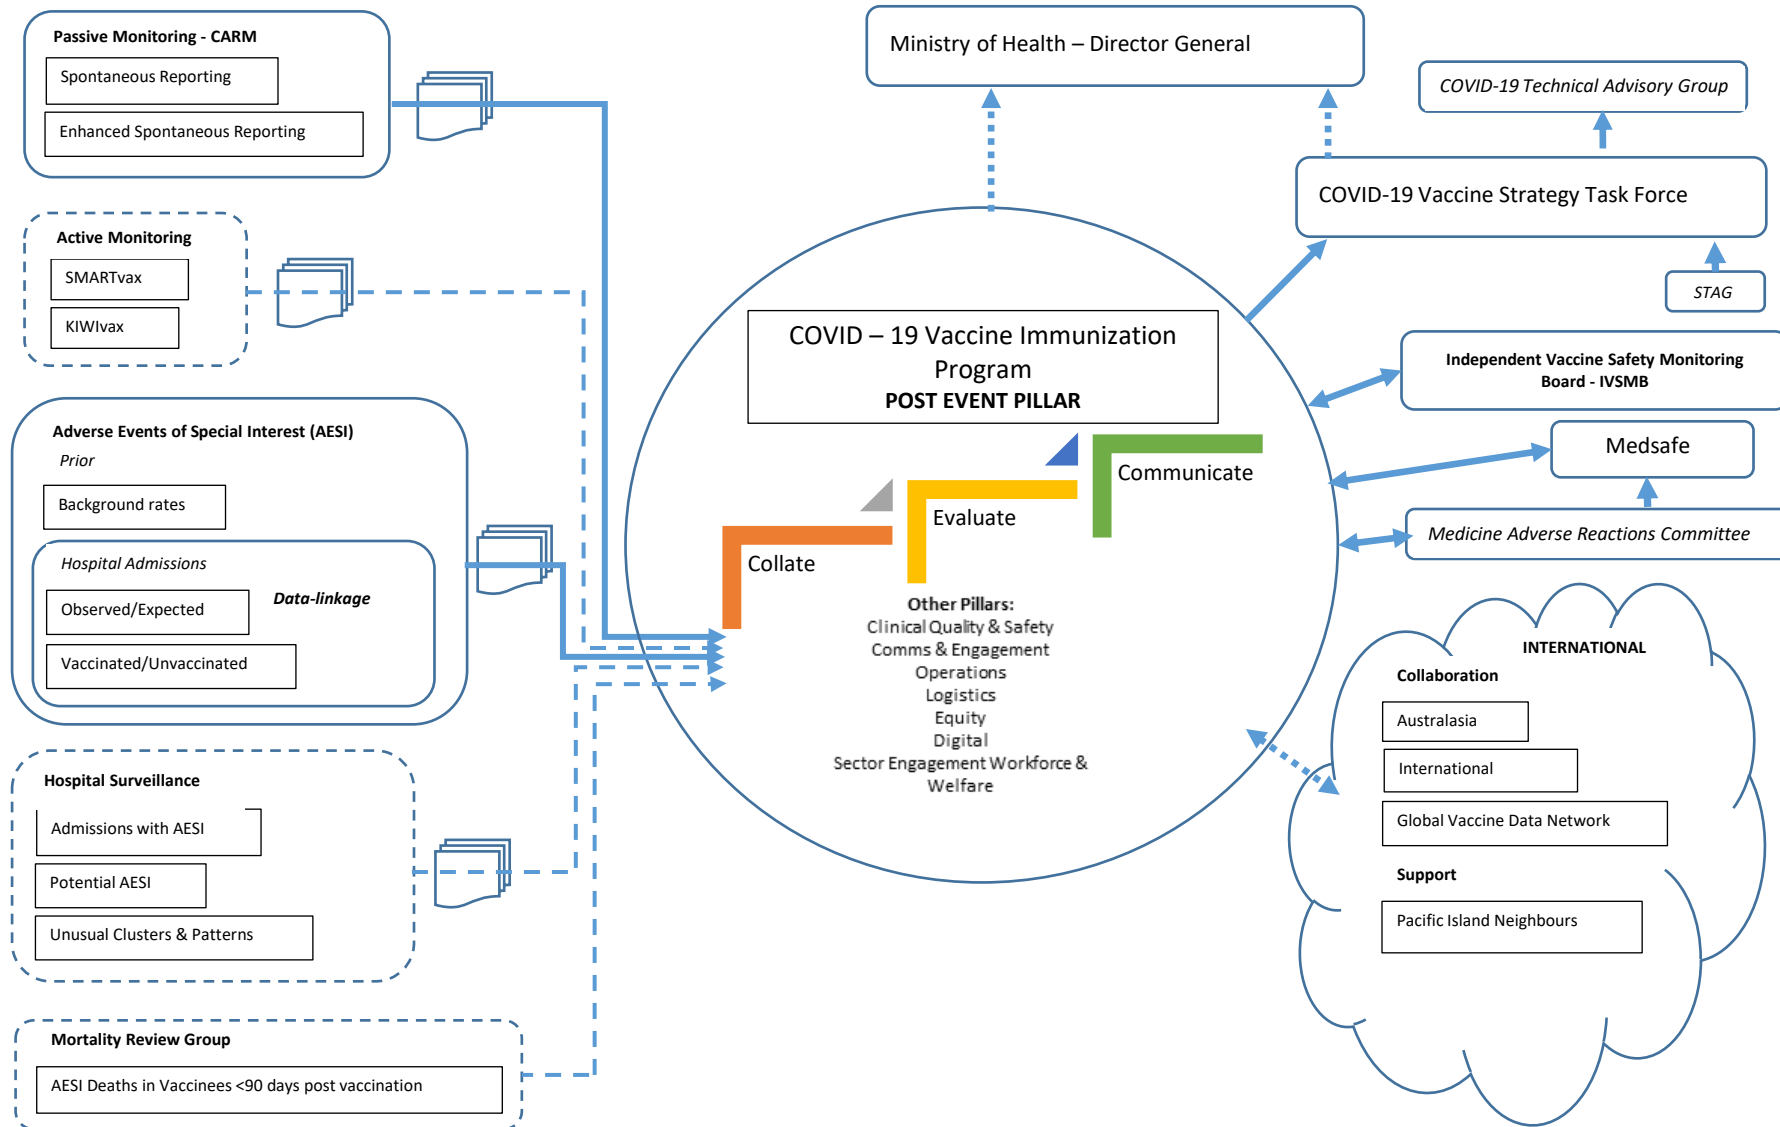 Passive Monitoring - CARM
Spontaneous Reporting
Enhanced Spontaneous Reporting
Active Monitoring
SMARTvax
KIWIvax
Adverse Events of Special Interest (AESI)
Prior
Background rates
Hospital Admissions
Observed/Expected
Data-linkage
Vaccinated/Unvaccinated
Hospital Surveillance
Admissions with AESI
Potential AESI
Unusual Clusters & Patterns
Mortality Review Group
AESI Deaths in Vaccinees <90 days post vaccination
COVID – 19 Vaccine Immunization
Program
POST EVENT PILLAR
Collate
Evaluate
Communicate
Other Pillars:
Clinical Quality & Safety
Comms & Engagement
Operations
Logistics
Equity
Digital
Sector Engagement Workforce &
Welfare
Ministry of Health – Director General
COVID-19 Technical Advisory Group
COVID-19 Vaccine Strategy Task Force
STAG
Independent Vaccine Safety Monitoring
Board - IVSMB
Medsafe
Medicine Adverse Reactions Committee
INTERNATIONAL
Collaboration
Australasia
International
Global Vaccine Data Network
Support
Pacific Island Neighbours